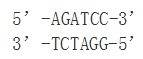 5’ -AGATCC-3’
3’ -TCTAGG-5’